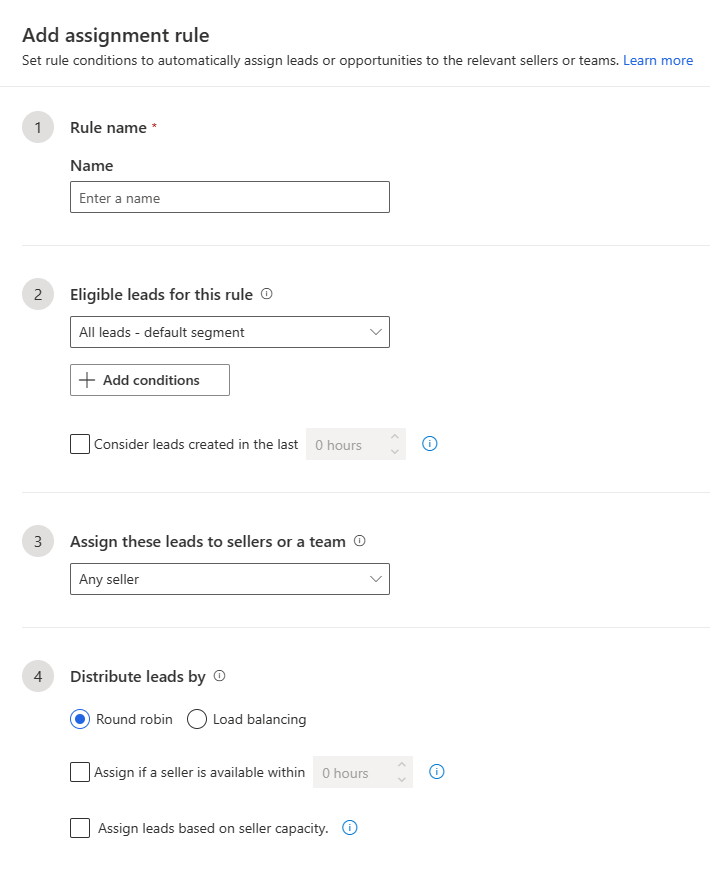 Add assignment rule
Set rule conditions to automatically assign leads or opportunities to the relevant sellers or teams. Learn more
1 Rule name *
Name
Enter a name
2 Eligible leads for this rule
All leads - default segment
Add conditions
Consider leads created in the last 0 hours
3 Assign these leads to sellers or a team
Any seller
4 Distribute leads by
Round robin Load balancing
Assign if a seller is available within 0 hours
Assign leads based on seller capacity.